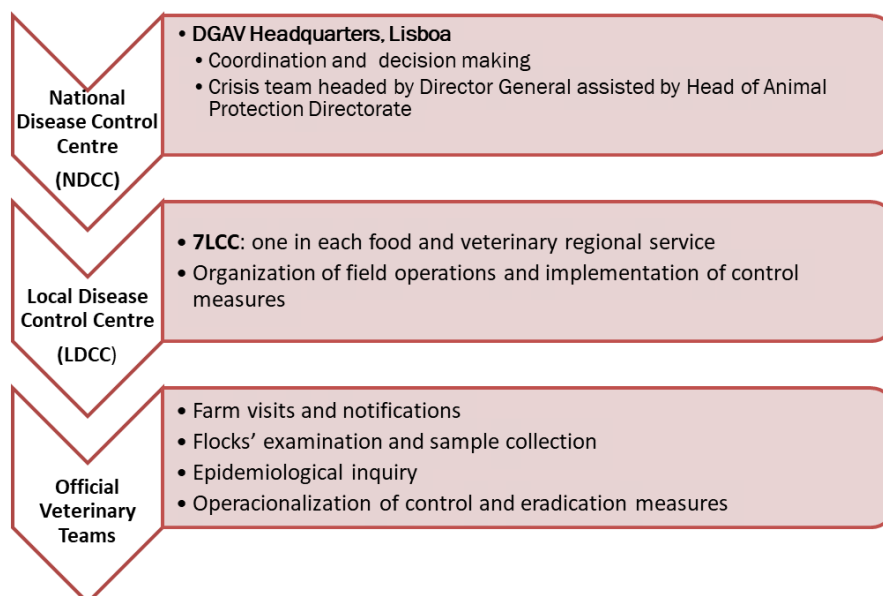 National
Disease Control
Centre
(NDCC)
• DGAV Headquarters, Lisboa
• Coordination and decision making
• Crisis team headed by Director General assisted by Head of Animal
Protection Directorate
Local Disease
Control Centre
(LDCC)
• 7LCC: one in each food and veterinary regional service
• Organization of field operations and implementation of control
measures
Official
Veterinary
Teams
• Farm visits and notifications
• Flocks’ examination and sample collection
• Epidemiological inquiry
• Operacionalization of control and eradication measures